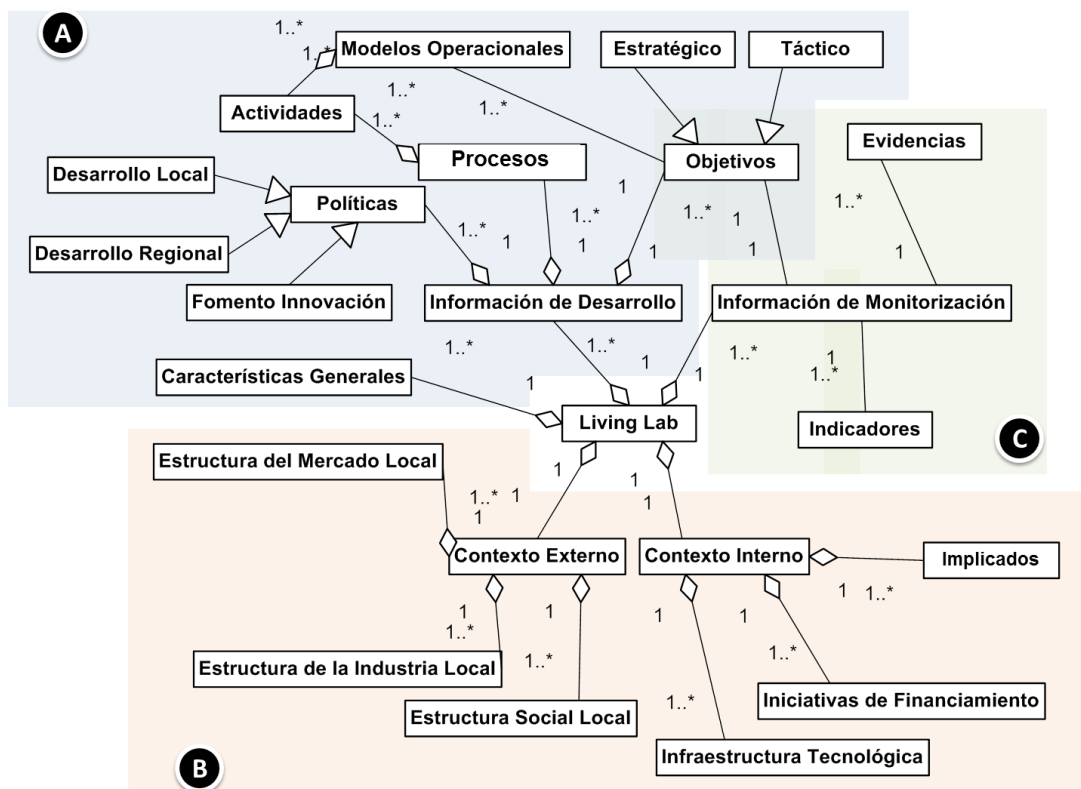 A
1..*
1..*
Modelos Operacionales
Estratégico
Táctico
1..*
1..*
1..*
Actividades
Evidencias
Procesos
Objetivos
Desarrollo Local
Políticas
1
1..*
1..*
1..*
1
1..*
1
1
1
1
1
Desarrollo Regional
Fomento Innovación
Información de Desarrollo
Información de Monitorización
1..*
1..*
1
1..*
1
1..*
Características Generales
1
1
Living Lab
Indicadores
C
Estructura del Mercado Local
1
1
1..*
1
1
1
Contexto Externo
Contexto Interno
Implicados
1
1..*
1
1..*
1
1
1
1..*
1..*
Estructura de la Industria Local
1..*
Iniciativas de Financiamiento
Estructura Social Local
Infraestructura Tecnológica
B